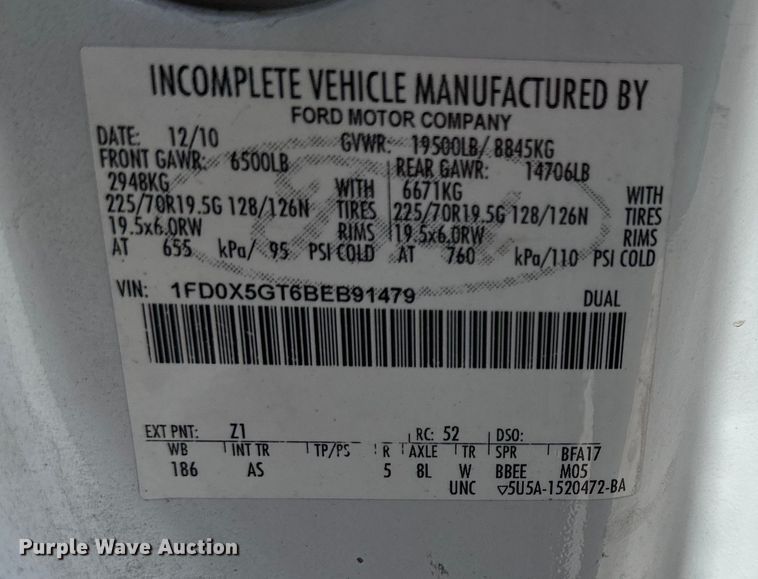 INCOMPLETE VEHICLE MANUFACTURED BY
FORD MOTOR COMPANY
DATE: 12/10 GVWR: 19500LB/ 8845KG
FRONT GAWR: 6500LB REAR GAWR: 14706LB
2948KG WITH 6671KG WITH
225/70R19.5G 128/126N TIRES 225/70R19.5G 128/126N TIRES
19.5x6.0RW RIMS 19.5x6.0RW RIMS
AT 655 kPa/ 95 PSI COLD AT 760 kPa/110 PSI COLD
VIN: 1FD0X5GT6BEB91479 DUAL
EXT PNT: Z1 RC: 52 DSO:
WB INT TR TP/PS R AXLE TR SPR BFA17
186 AS 5 8L W BBEE M05
UNC ▽5U5A-1520472-BA
Purple Wave Auction